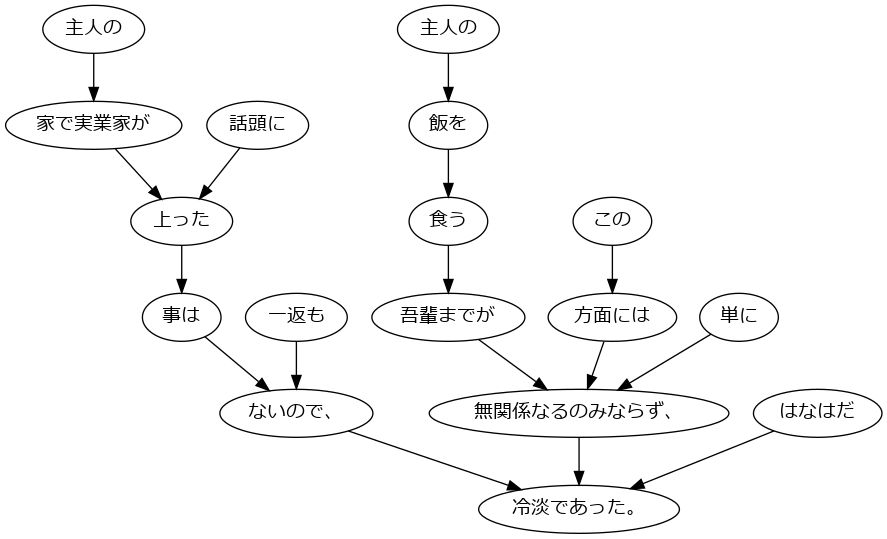 主人の 主人の
家で実業家が 話頭に 飯を
上った 食う この
事は 一返も 吾輩までが 方面には 単に
ないので、 無関係なるのみならず、 はなはだ
冷淡であった。